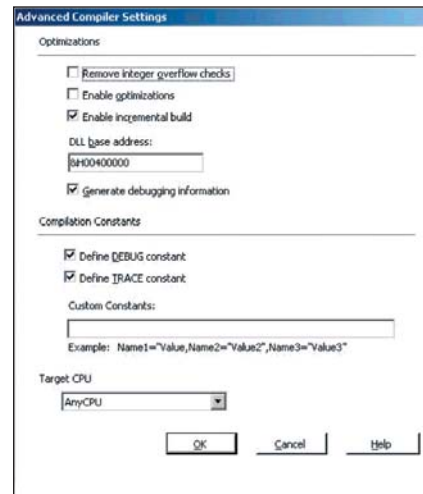 Advanced Compiler Settings
Optimizations
Remove integer overflow checks
Enable optimizations
Enable incremental build
DLL base address:
&H00400000
Generate debugging information
Compilation Constants
Define DEBUG constant
Define TRACE constant
Custom Constants:
Example: Name1="Value,Name2="Value2",Name3="Value3"
Target CPU
AnyCPU
OK Cancel Help